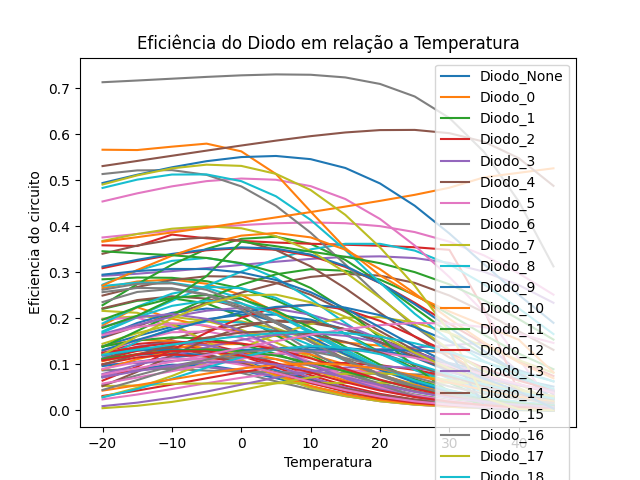 Eficiência do Diodo em relação a Temperatura
Eficiencia do circuito
0.7
0.6
0.5
0.4
0.3
0.2
0.1
0.0
−20
−10
0
10
20
30
40
Temperatura
Diodo_None
Diodo_0
Diodo_1
Diodo_2
Diodo_3
Diodo_4
Diodo_5
Diodo_6
Diodo_7
Diodo_8
Diodo_9
Diodo_10
Diodo_11
Diodo_12
Diodo_13
Diodo_14
Diodo_15
Diodo_16
Diodo_17
Diodo_18